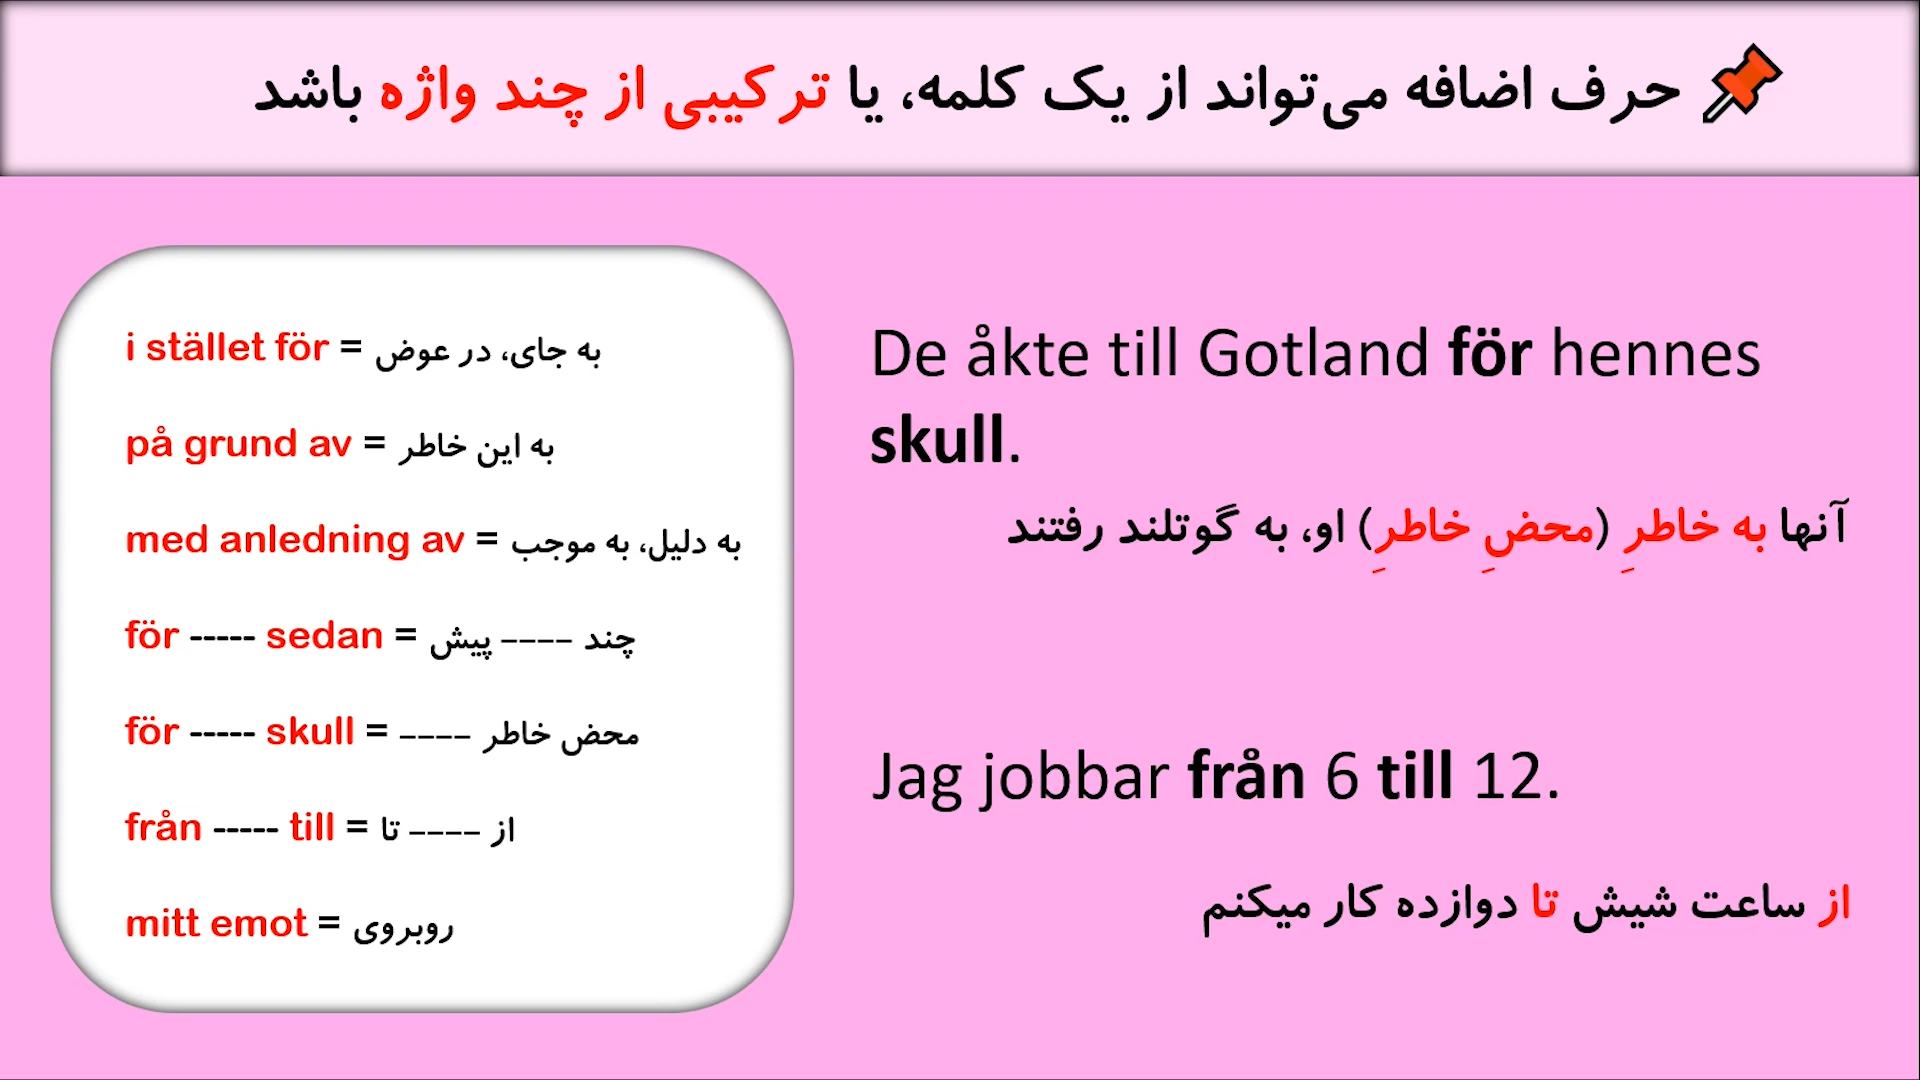 حرف اضافه می‌تواند از یک کلمه، یا ترکیبی از چند واژه باشد
i stället för = به جای، در عوض
på grund av = به این خاطر
med anledning av = به دلیل، به موجب
för ----- sedan = چند ---- پیش
för ----- skull = محض خاطر ----
från ----- till = از ---- تا
mitt emot = روبروی
De åkte till Gotland för hennes
skull.
آنها به خاطرِ (محضِ خاطرِ) او، به گوتلند رفتند
Jag jobbar från 6 till 12.
از ساعت شیش تا دوازده کار میکنم